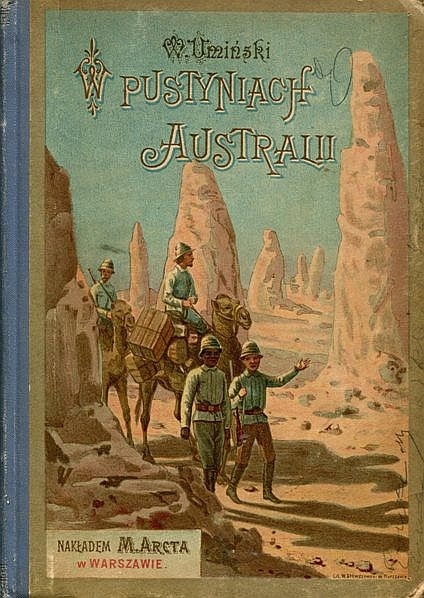 W. Umiński
W PUSTYNIACH
AUSTRALII
NAKŁADEM M. ARCTA
W WARSZAWIE.